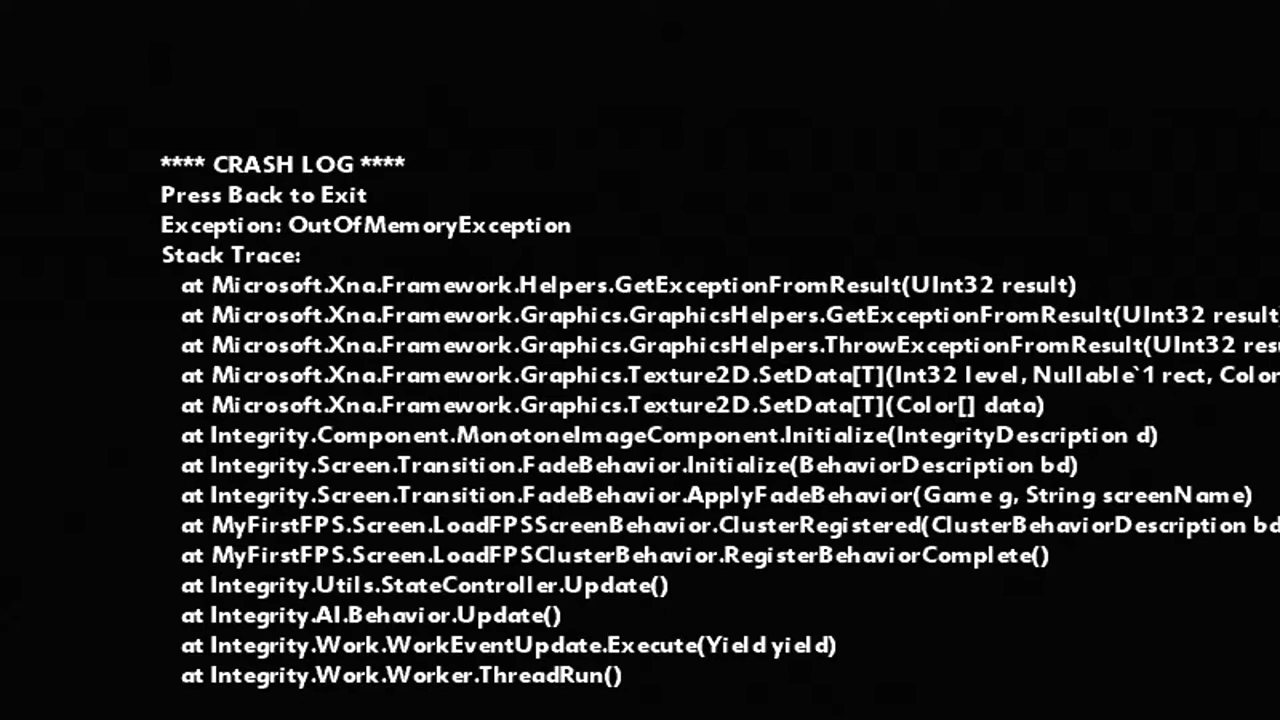 **** CRASH LOG ****
Press Back to Exit
Exception: OutOfMemoryException
Stack Trace:
at Microsoft.Xna.Framework.Helpers.GetExceptionFromResult(UInt32 result)
at Microsoft.Xna.Framework.Graphics.GraphicsHelpers.GetExceptionFromResult(UInt32 result
at Microsoft.Xna.Framework.Graphics.GraphicsHelpers.ThrowExceptionFromResult(UInt32 resu
at Microsoft.Xna.Framework.Graphics.Texture2D.SetData[T](Int32 level, Nullable`1 rect, Color
at Microsoft.Xna.Framework.Graphics.Texture2D.SetData[T](Color[] data)
at Integrity.Component.MonotoneImageComponent.Initialize(IntegrityDescription d)
at Integrity.Screen.Transition.FadeBehavior.Initialize(BehaviorDescription bd)
at Integrity.Screen.Transition.FadeBehavior.ApplyFadeBehavior(Game g, String screenName)
at MyFirstFPS.Screen.LoadFPSScreenBehavior.ClusterRegistered(ClusterBehaviorDescription bd
at MyFirstFPS.Screen.LoadFPSClusterBehavior.RegisterBehaviorComplete()
at Integrity.Utils.StateController.Update()
at Integrity.AI.Behavior.Update()
at Integrity.Work.WorkEventUpdate.Execute(Yield yield)
at Integrity.Work.Worker.ThreadRun()